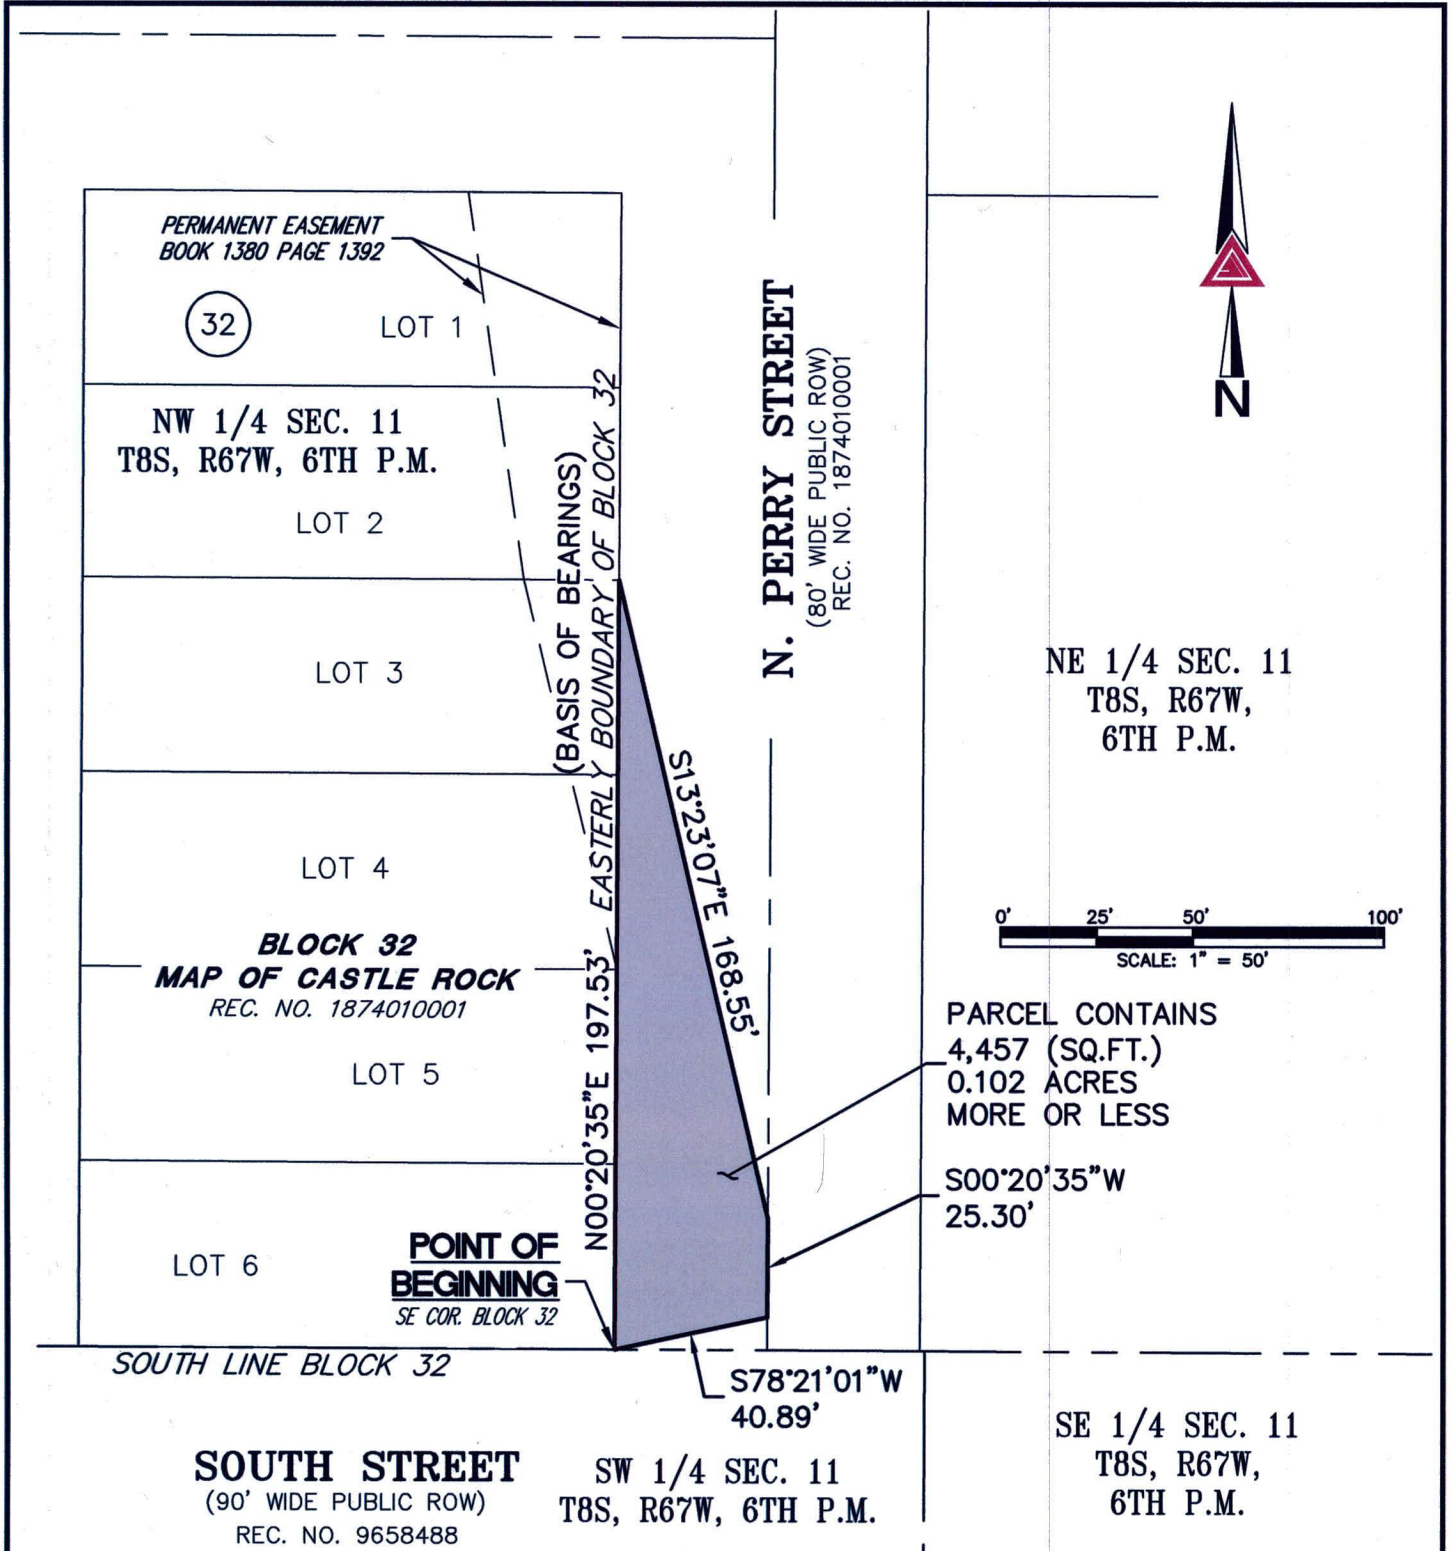 PERMANENT EASEMENT
BOOK 1380 PAGE 1392
32
LOT 1
NW 1/4 SEC. 11
T8S, R67W, 6TH P.M.
LOT 2
LOT 3
LOT 4
BLOCK 32
MAP OF CASTLE ROCK
REC. NO. 1874010001
LOT 5
LOT 6
(BASIS OF BEARINGS)
N00°20'35"E 197.53'
EASTERLY BOUNDARY OF BLOCK 32
S13°23'07"E 168.55'
N. PERRY STREET
(80' WIDE PUBLIC ROW)
REC. NO. 1874010001
N
NE 1/4 SEC. 11
T8S, R67W,
6TH P.M.
0' 25' 50' 100'
SCALE: 1" = 50'
PARCEL CONTAINS
4,457 (SQ.FT.)
0.102 ACRES
MORE OR LESS
S00°20'35"W
25.30'
POINT OF
BEGINNING
SE COR. BLOCK 32
SOUTH LINE BLOCK 32
S78°21'01"W
40.89'
SOUTH STREET
(90' WIDE PUBLIC ROW)
REC. NO. 9658488
SW 1/4 SEC. 11
T8S, R67W, 6TH P.M.
SE 1/4 SEC. 11
T8S, R67W,
6TH P.M.